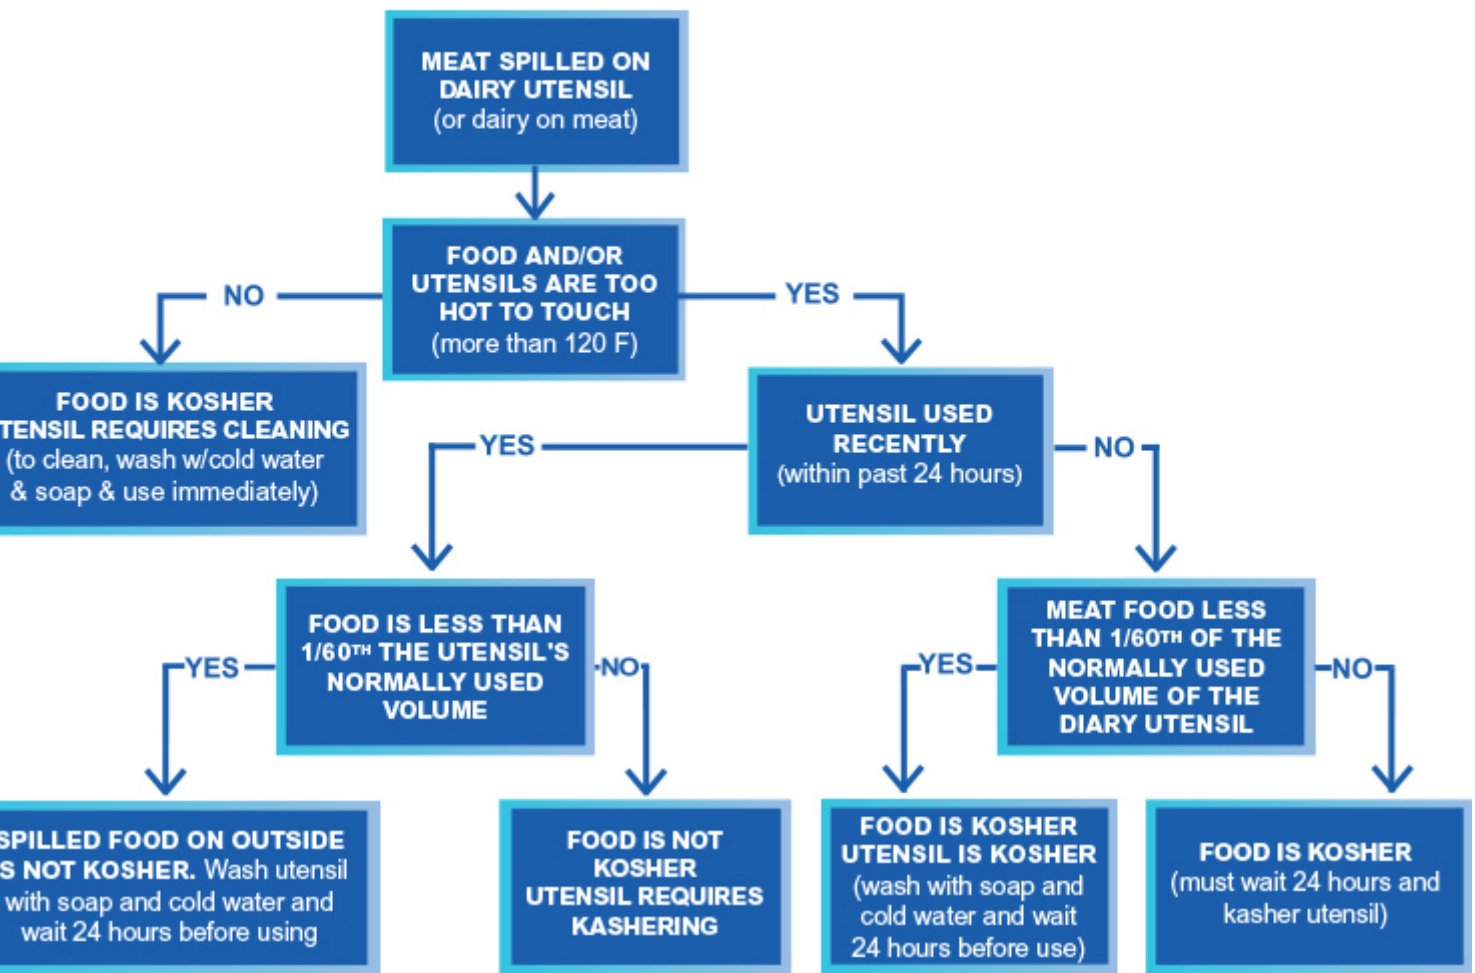 MEAT SPILLED ON
DAIRY UTENSIL
(or dairy on meat)
FOOD AND/OR
UTENSILS ARE TOO
HOT TO TOUCH
(more than 120 F)
NO
YES
FOOD IS KOSHER
TENSIL REQUIRES CLEANING
(to clean, wash w/cold water
& soap & use immediately)
UTENSIL USED
RECENTLY
(within past 24 hours)
YES
NO
FOOD IS LESS THAN
1/60TH THE UTENSIL'S
NORMALLY USED
VOLUME
MEAT FOOD LESS
THAN 1/60TH OF THE
NORMALLY USED
VOLUME OF THE
DIARY UTENSIL
YES
NO
YES
NO
SPILLED FOOD ON OUTSIDE
S NOT KOSHER. Wash utensil
with soap and cold water and
wait 24 hours before using
FOOD IS NOT
KOSHER
UTENSIL REQUIRES
KASHERING
FOOD IS KOSHER
UTENSIL IS KOSHER
(wash with soap and
cold water and wait
24 hours before use)
FOOD IS KOSHER
(must wait 24 hours and
kasher utensil)